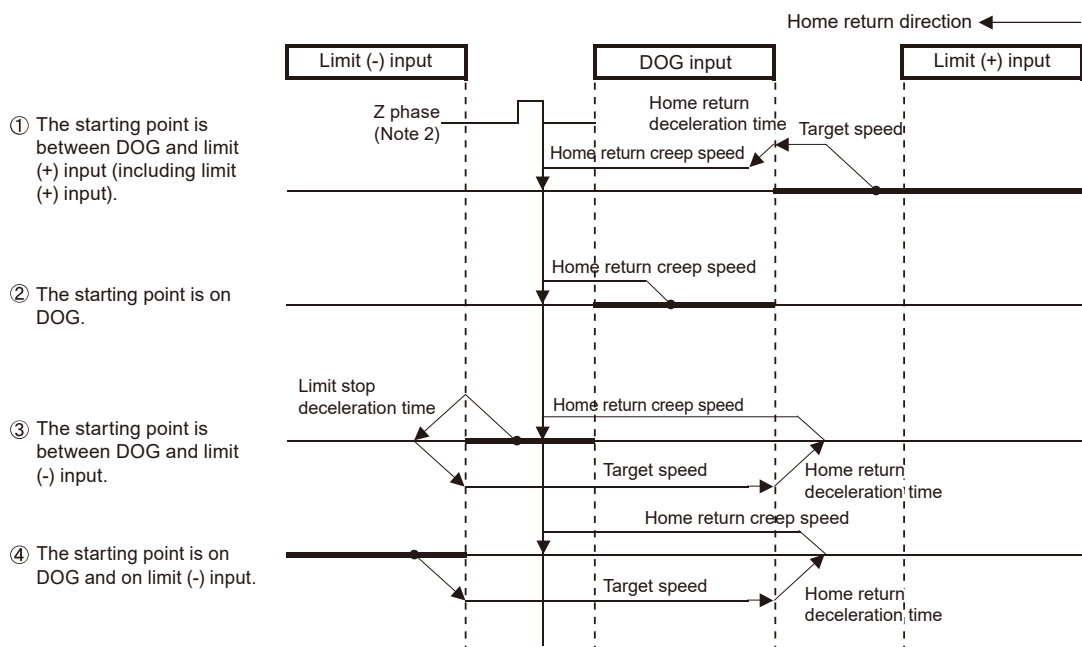 Home return direction
Limit (-) input
DOG input
Limit (+) input
① The starting point is
between DOG and limit
(+) input (including limit
(+) input).
Z phase
(Note 2)
Home return
deceleration time
Target speed
Home return creep speed
② The starting point is on
DOG.
Home return creep speed
③ The starting point is
between DOG and limit
(-) input.
Limit stop
deceleration time
Home return creep speed
Target speed
Home return
deceleration time
④ The starting point is on
DOG and on limit (-) input.
Home return creep speed
Target speed
Home return
deceleration time